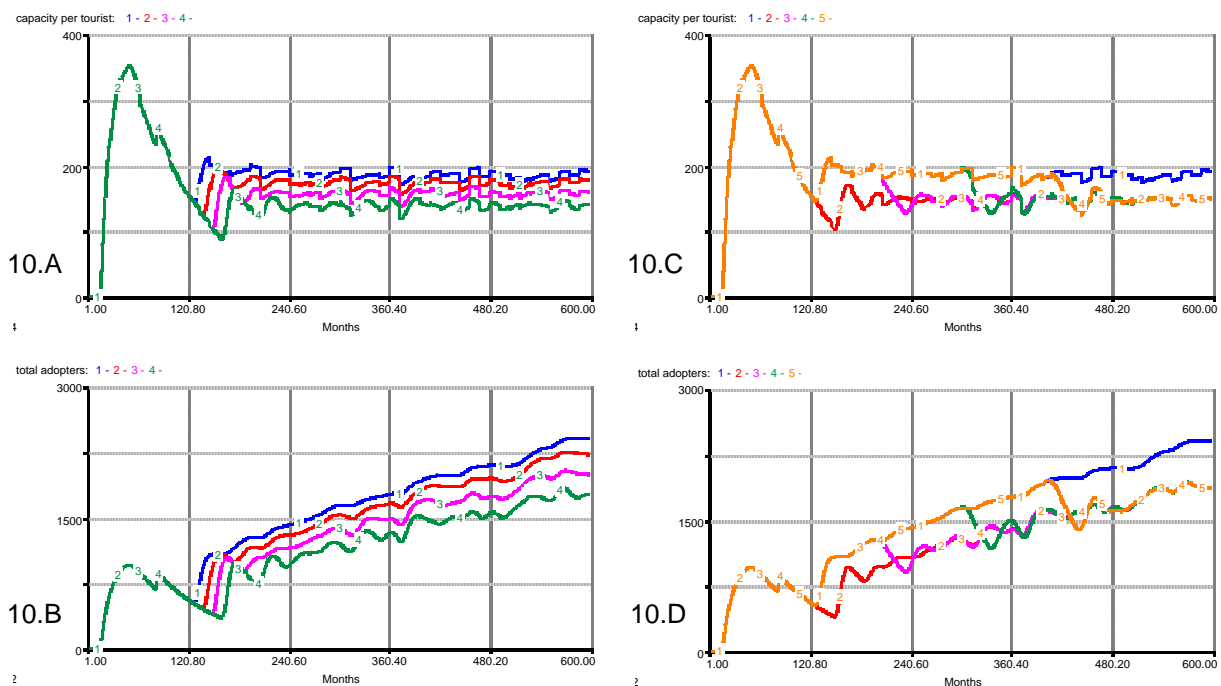 capacity per tourist: 1 - 2 - 3 - 4 -
400
200
0
1.00 120.80 240.60 360.40 480.20 600.00
Months
10.A
capacity per tourist: 1 - 2 - 3 - 4 - 5 -
400
200
0
1.00 120.80 240.60 360.40 480.20 600.00
Months
10.C
total adopters: 1 - 2 - 3 - 4 -
3000
1500
0
1.00 120.80 240.60 360.40 480.20 600.00
Months
10.B
total adopters: 1 - 2 - 3 - 4 - 5 -
3000
1500
0
1.00 120.80 240.60 360.40 480.20 600.00
Months
10.D